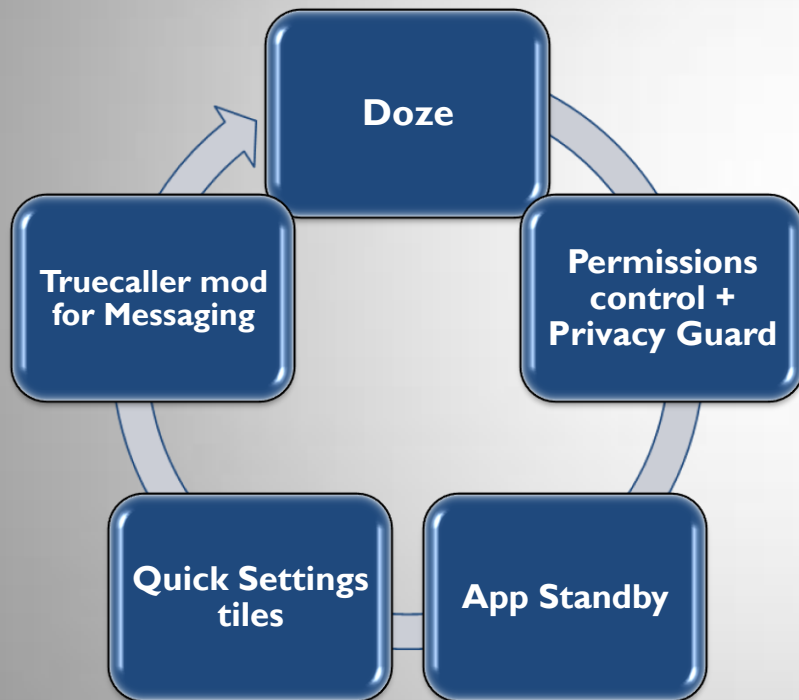 Doze
Permissions
control +
Privacy Guard
App Standby
Quick Settings
tiles
Truecaller mod
for Messaging